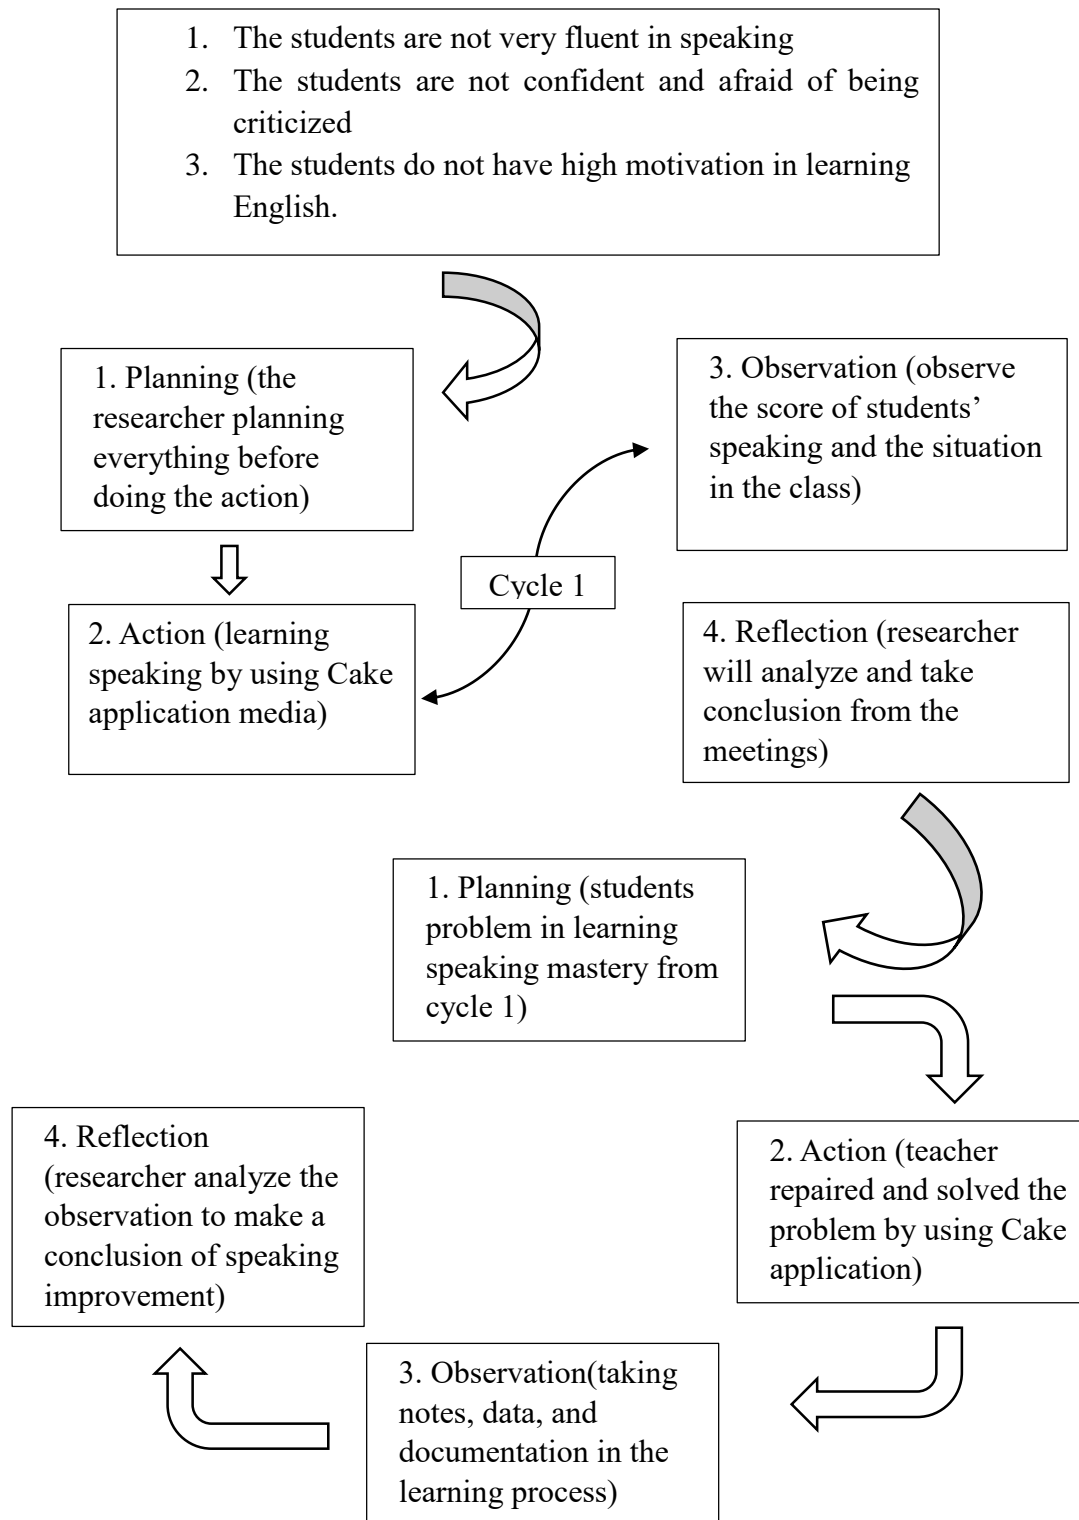 1. The students are not very fluent in speaking
2. The students are not confident and afraid of being
criticized
3. The students do not have high motivation in learning
English.
1. Planning (the
researcher planning
everything before
doing the action)
2. Action (learning
speaking by using Cake
application media)
Cycle 1
3. Observation (observe
the score of students’
speaking and the situation
in the class)
4. Reflection (researcher
will analyze and take
conclusion from the
meetings)
1. Planning (students
problem in learning
speaking mastery from
cycle 1)
2. Action (teacher
repaired and solved the
problem by using Cake
application)
3. Observation(taking
notes, data, and
documentation in the
learning process)
4. Reflection
(researcher analyze the
observation to make a
conclusion of speaking
improvement)